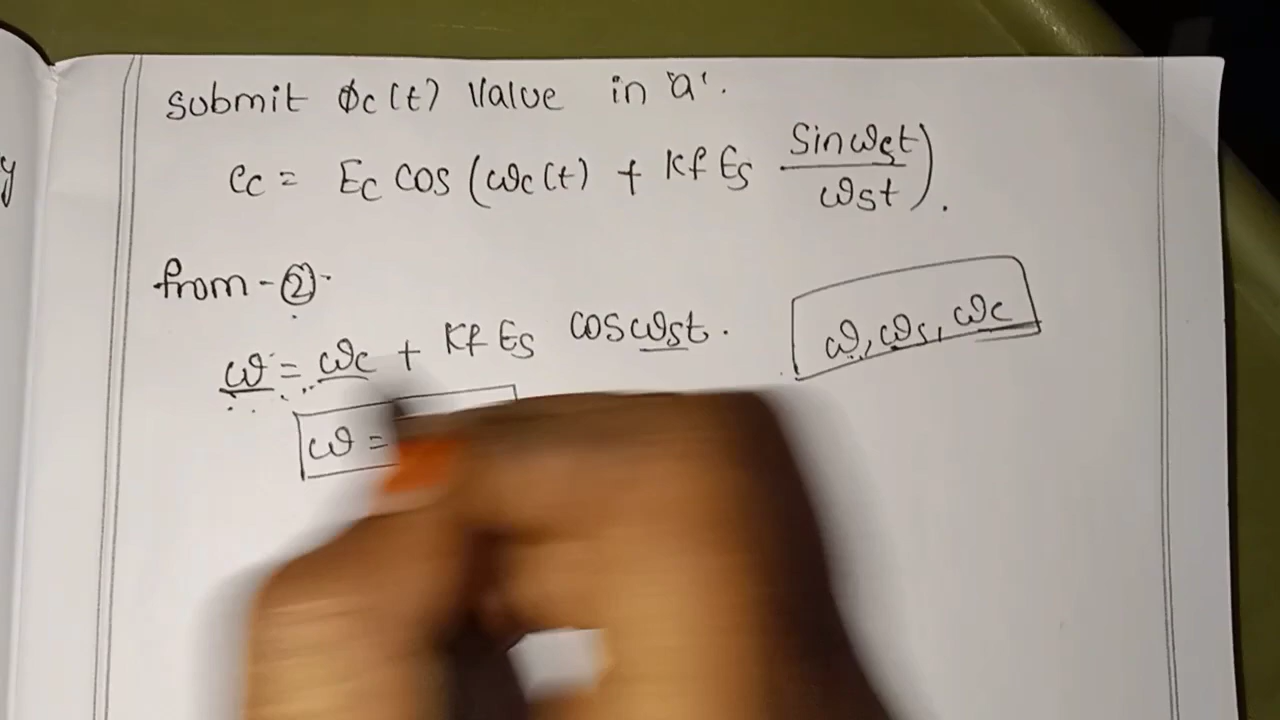 y
Submit φc(t) Value in 'a'.
ec = Ec cos (ωc(t) + Kf Es Sinωst / ωst).
from - ②.
ω = ωc + Kf Es cosωst.
ω, ωs, ωc
ω =